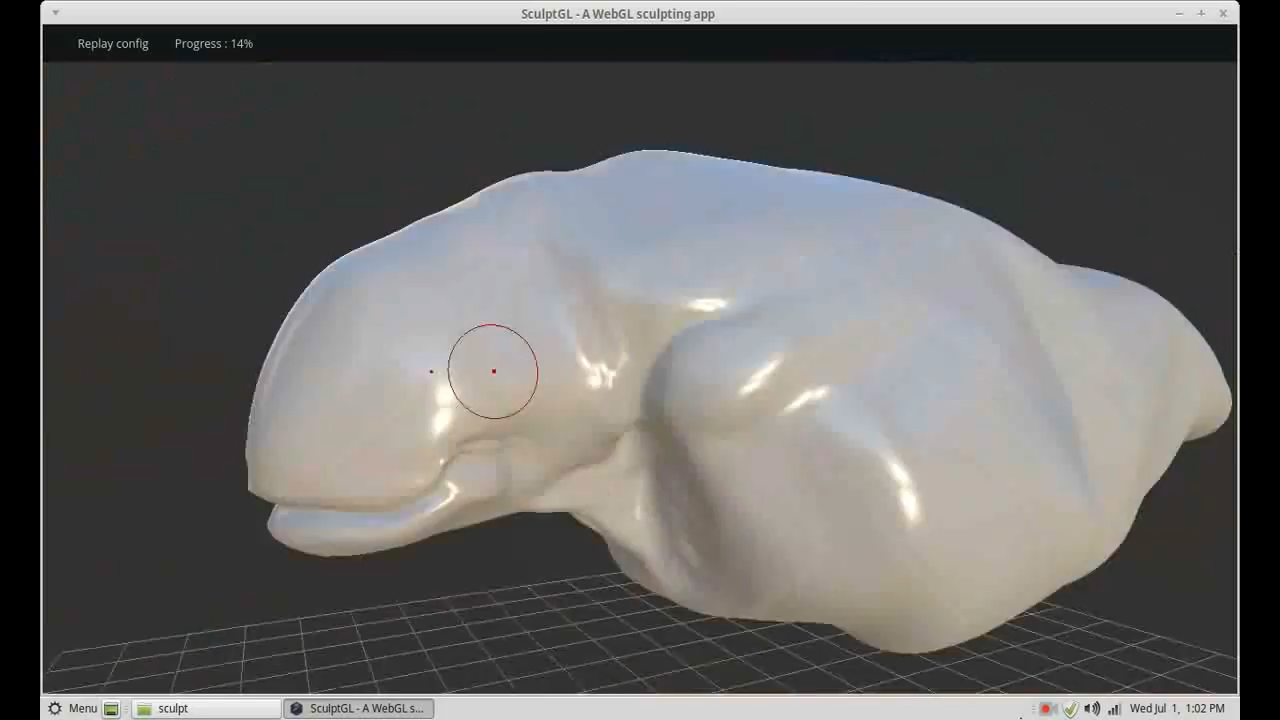 SculptGL - A WebGL sculpting app
Replay config Progress : 14%
Menu sculpt SculptGL - A WebGL s... Wed Jul 1, 1:02 PM